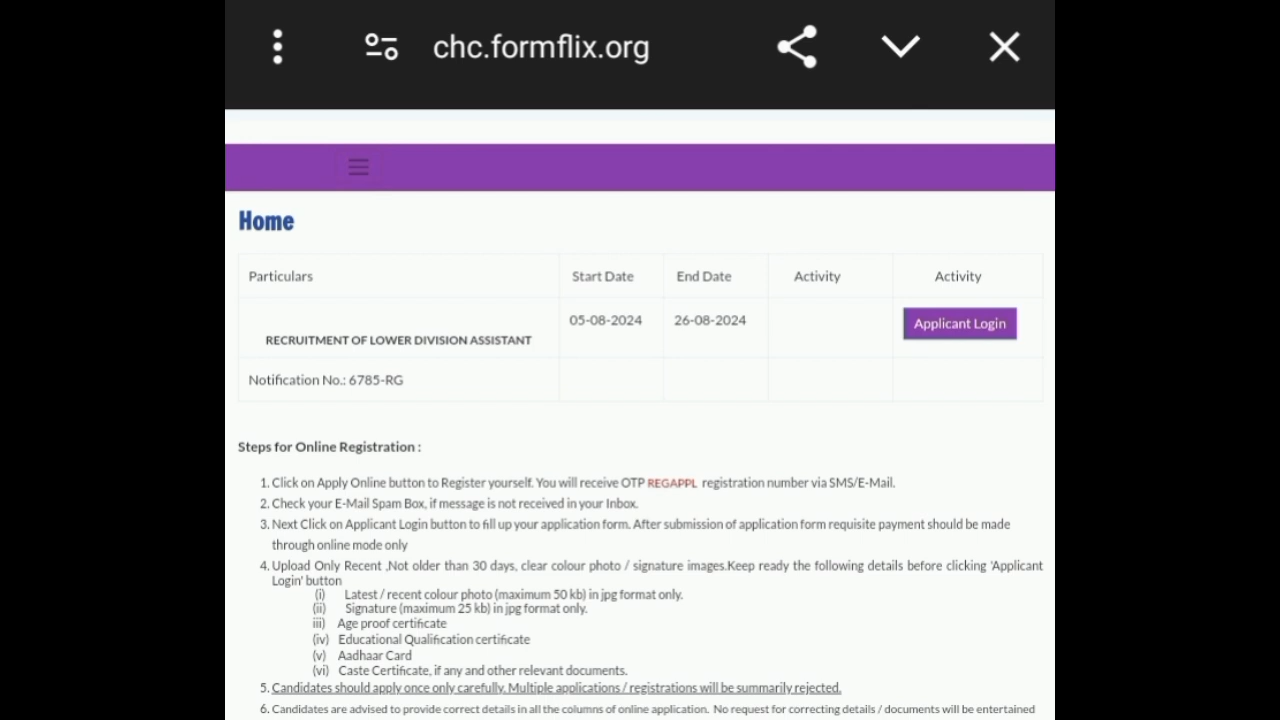 chc.formflix.org
Home
Particulars Start Date End Date Activity Activity
05-08-2024 26-08-2024 Applicant Login
RECRUITMENT OF LOWER DIVISION ASSISTANT
Notification No.: 6785-RG
Steps for Online Registration :
1. Click on Apply Online button to Register yourself. You will receive OTP REGAPPL registration number via SMS/E-Mail.
2. Check your E-Mail Spam Box, if message is not received in your Inbox.
3. Next Click on Applicant Login button to fill up your application form. After submission of application form requisite payment should be made
through online mode only
4. Upload Only Recent ,Not older than 30 days, clear colour photo / signature images.Keep ready the following details before clicking 'Applicant
Login' button
(i) Latest / recent colour photo (maximum 50 kb) in jpg format only.
(ii) Signature (maximum 25 kb) in jpg format only.
iii) Age proof certificate
(iv) Educational Qualification certificate
(v) Aadhaar Card
(vi) Caste Certificate, if any and other relevant documents.
5. Candidates should apply once only carefully. Multiple applications / registrations will be summarily rejected.
6. Candidates are advised to provide correct details in all the columns of online application. No request for correcting details / documents will be entertained